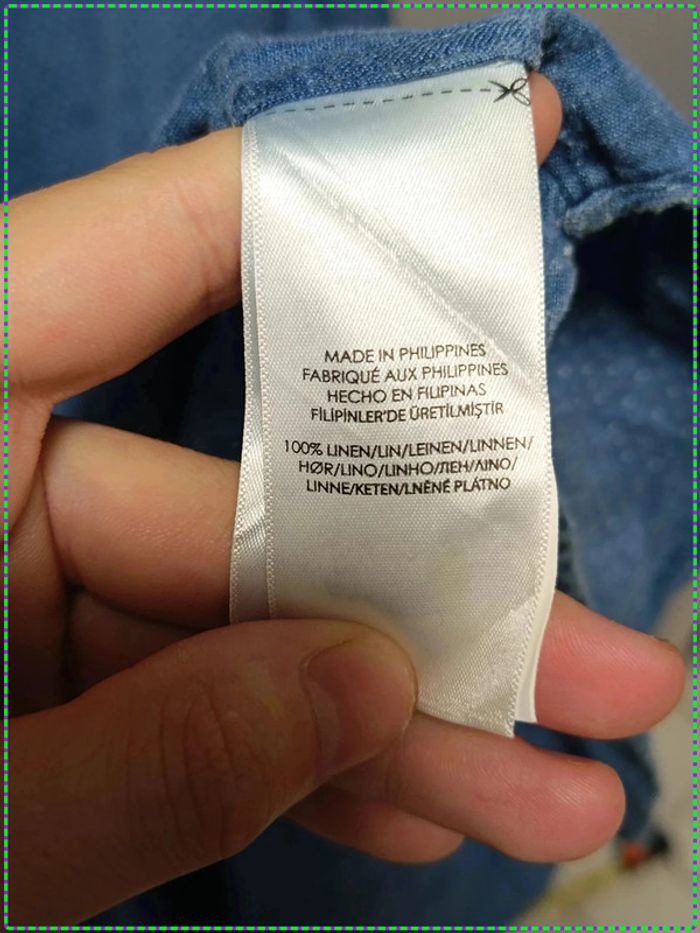 MADE IN PHILIPPINES
FABRIQUÉ AUX PHILIPPINES
HECHO EN FILIPINAS
FİLİPİNLER'DE ÜRETİLMİŞTİR
100% LINEN/LIN/LEINEN/LINNEN/
HØR/LINO/LINHO/ЛЕН/ΛΙΝΟ/
LINNE/KETEN/LNĚNÉ PLÁTNO